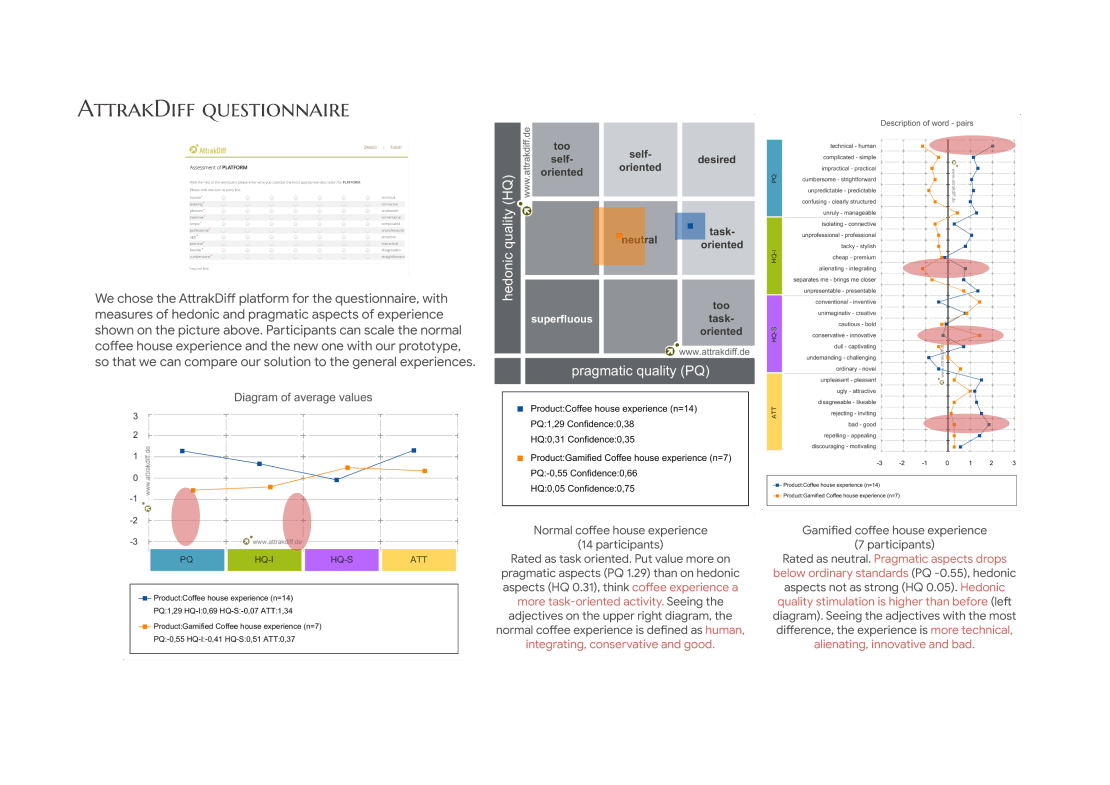 ATTRAKDIFF QUESTIONNAIRE
AttrakDiff
Assessment of PLATFORM
We chose the AttrakDiff platform for the questionnaire, with
measures of hedonic and pragmatic aspects of experience
shown on the picture above. Participants can scale the normal
coffee house experience and the new one with our prototype,
so that we can compare our solution to the general experiences.
Diagram of average values
3
2
1
0
-1
-2
-3
www.attrakdiff.de
www.attrakdiff.de
PQ
HQ-I
HQ-S
ATT
Product:Coffee house experience (n=14)
PQ:1,29 HQ-I:0,69 HQ-S:-0,07 ATT:1,34
Product:Gamified Coffee house experience (n=7)
PQ:-0,55 HQ-I:-0,41 HQ-S:0,51 ATT:0,37
hedonic quality (HQ)
www.attrakdiff.de
too
self-
oriented
self-
oriented
desired
neutral
task-
oriented
superfluous
too
task-
oriented
www.attrakdiff.de
pragmatic quality (PQ)
Product:Coffee house experience (n=14)
PQ:1,29 Confidence:0,38
HQ:0,31 Confidence:0,35
Product:Gamified Coffee house experience (n=7)
PQ:-0,55 Confidence:0,66
HQ:0,05 Confidence:0,75
Normal coffee house experience
(14 participants)
Rated as task oriented. Put value more on
pragmatic aspects (PQ 1.29) than on hedonic
aspects (HQ 0.31), think coffee experience a
more task-oriented activity. Seeing the
adjectives on the upper right diagram, the
normal coffee experience is defined as human,
integrating, conservative and good.
Description of word - pairs
PQ
technical - human
complicated - simple
impractical - practical
cumbersome - straightforward
unpredictable - predictable
confusing - clearly structured
unruly - manageable
HQ-I
isolating - connective
unprofessional - professional
tacky - stylish
cheap - premium
alienating - integrating
separates me - brings me closer
unpresentable - presentable
HQ-S
conventional - inventive
unimaginativ - creative
cautious - bold
conservative - innovative
dull - captivating
undemanding - challenging
ordinary - novel
ATT
unpleasant - pleasant
ugly - attractive
disagreeable - likeable
rejecting - inviting
bad - good
repelling - appealing
discouraging - motivating
-3 -2 -1 0 1 2 3
Product:Coffee house experience (n=14)
Product:Gamified Coffee house experience (n=7)
Gamified coffee house experience
(7 participants)
Rated as neutral. Pragmatic aspects drops
below ordinary standards (PQ -0.55), hedonic
aspects not as strong (HQ 0.05). Hedonic
quality stimulation is higher than before (left
diagram). Seeing the adjectives with the most
difference, the experience is more technical,
alienating, innovative and bad.